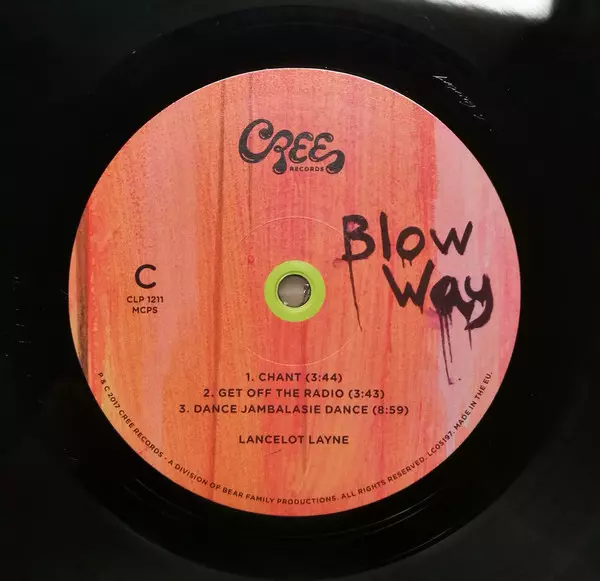 CREE
RECORDS
Blow
Way
C
CLP 1211
MCPS
1. CHANT (3:44)
2. GET OFF THE RADIO (3:43)
3. DANCE JAMBALASIE DANCE (8:59)
LANCELOT LAYNE
P & C 2017 CREE RECORDS - A DIVISION OF BEAR FAMILY PRODUCTIONS. ALL RIGHTS RESERVED. LC05197. MADE IN THE EU.